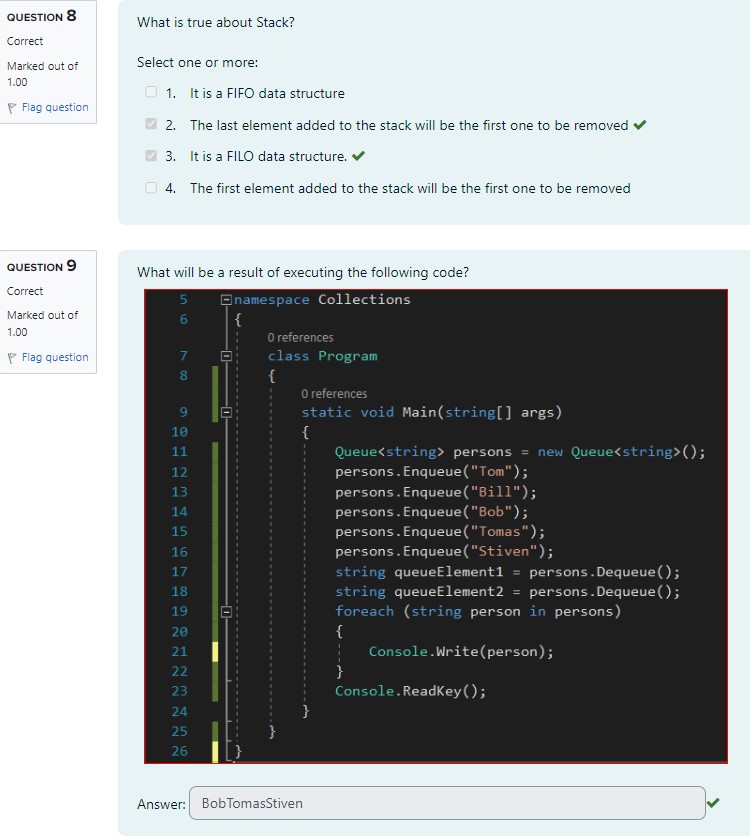 QUESTION 8
Correct
Marked out of
1.00
Flag question
What is true about Stack?
Select one or more:
1. It is a FIFO data structure
2. The last element added to the stack will be the first one to be removed
3. It is a FILO data structure.
4. The first element added to the stack will be the first one to be removed
QUESTION 9
Correct
Marked out of
1.00
Flag question
What will be a result of executing the following code?
5 namespace Collections
6 {
0 references
7 class Program
8 {
0 references
9 static void Main(string[] args)
10 {
11 Queue<string> persons = new Queue<string>();
12 persons.Enqueue("Tom");
13 persons.Enqueue("Bill");
14 persons.Enqueue("Bob");
15 persons.Enqueue("Tomas");
16 persons.Enqueue("Stiven");
17 string queueElement1 = persons.Dequeue();
18 string queueElement2 = persons.Dequeue();
19 foreach (string person in persons)
20 {
21 Console.Write(person);
22 }
23 Console.ReadKey();
24 }
25 }
26 }
Answer: BobTomasStiven